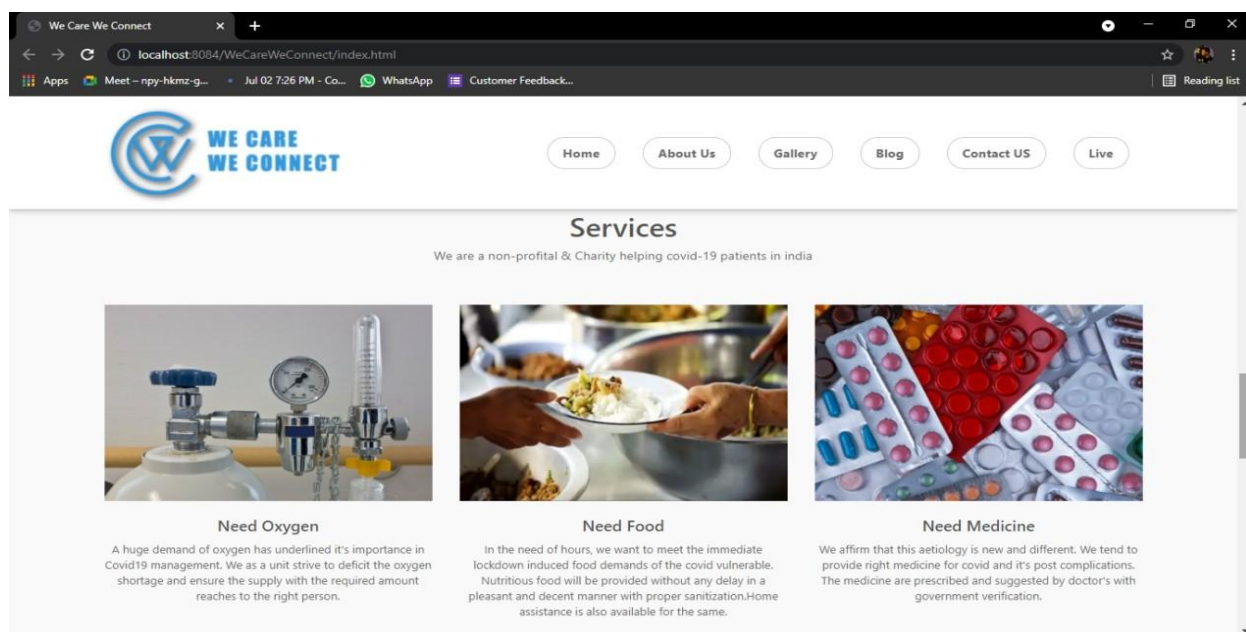 We Care We Connect
localhost:8084/WeCareWeConnect/index.html
Apps Meet – npy-hkmz-g... Jul 02 7:26 PM - Co... WhatsApp Customer Feedback... Reading list
WE CARE
WE CONNECT
Home About Us Gallery Blog Contact US Live
Services
We are a non-profital & Charity helping covid-19 patients in india
Need Oxygen
A huge demand of oxygen has underlined it's importance in
Covid19 management. We as a unit strive to deficit the oxygen
shortage and ensure the supply with the required amount
reaches to the right person.
Need Food
In the need of hours, we want to meet the immediate
lockdown induced food demands of the covid vulnerable.
Nutritious food will be provided without any delay in a
pleasant and decent manner with proper sanitization.Home
assistance is also available for the same.
Need Medicine
We affirm that this aetiology is new and different. We tend to
provide right medicine for covid and it's post complications.
The medicine are prescribed and suggested by doctor's with
government verification.